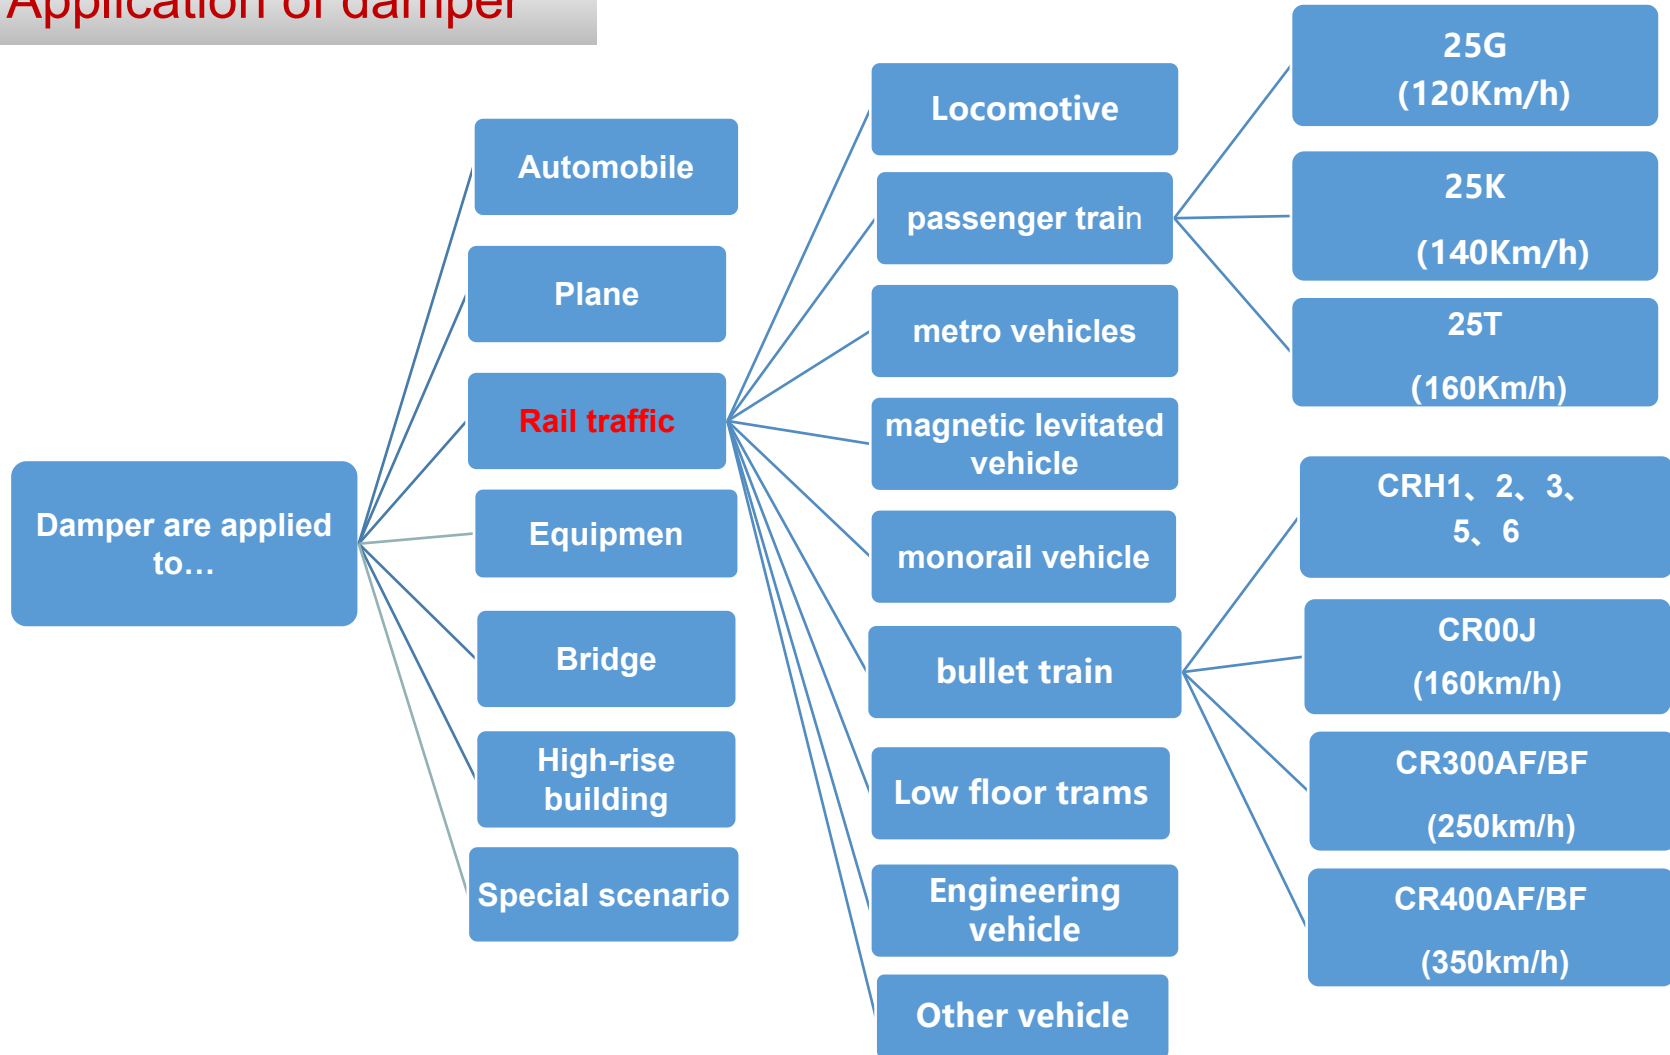 Application of damper
Damper are applied
to…
Automobile
Plane
Rail traffic
Equipmen
Bridge
High-rise
building
Special scenario
Locomotive
passenger train
metro vehicles
magnetic levitated
vehicle
monorail vehicle
bullet train
Low floor trams
Engineering
vehicle
Other vehicle
25G
(120Km/h)
25K
(140Km/h)
25T
(160Km/h)
CRH1、2、3、
5、6
CR00J
(160km/h)
CR300AF/BF
(250km/h)
CR400AF/BF
(350km/h)